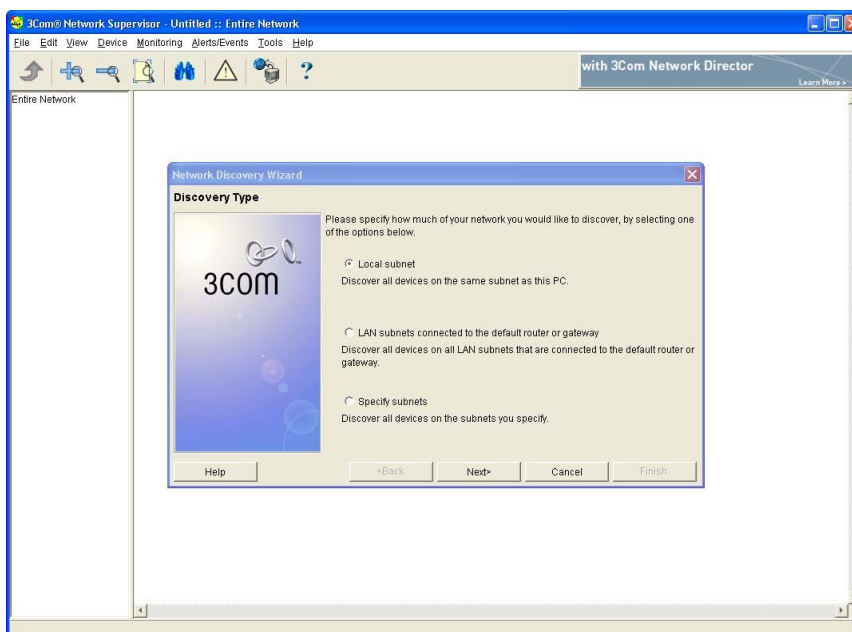 3Com® Network Supervisor - Untitled :: Entire Network
File Edit View Device Monitoring Alerts/Events Tools Help
with 3Com Network Director
Learn More >
Entire Network
Network Discovery Wizard
Discovery Type
3COM
Please specify how much of your network you would like to discover, by selecting one
of the options below.
Local subnet
Discover all devices on the same subnet as this PC.
LAN subnets connected to the default router or gateway
Discover all devices on all LAN subnets that are connected to the default router or
gateway.
Specify subnets
Discover all devices on the subnets you specify.
Help <Back Next> Cancel Finish